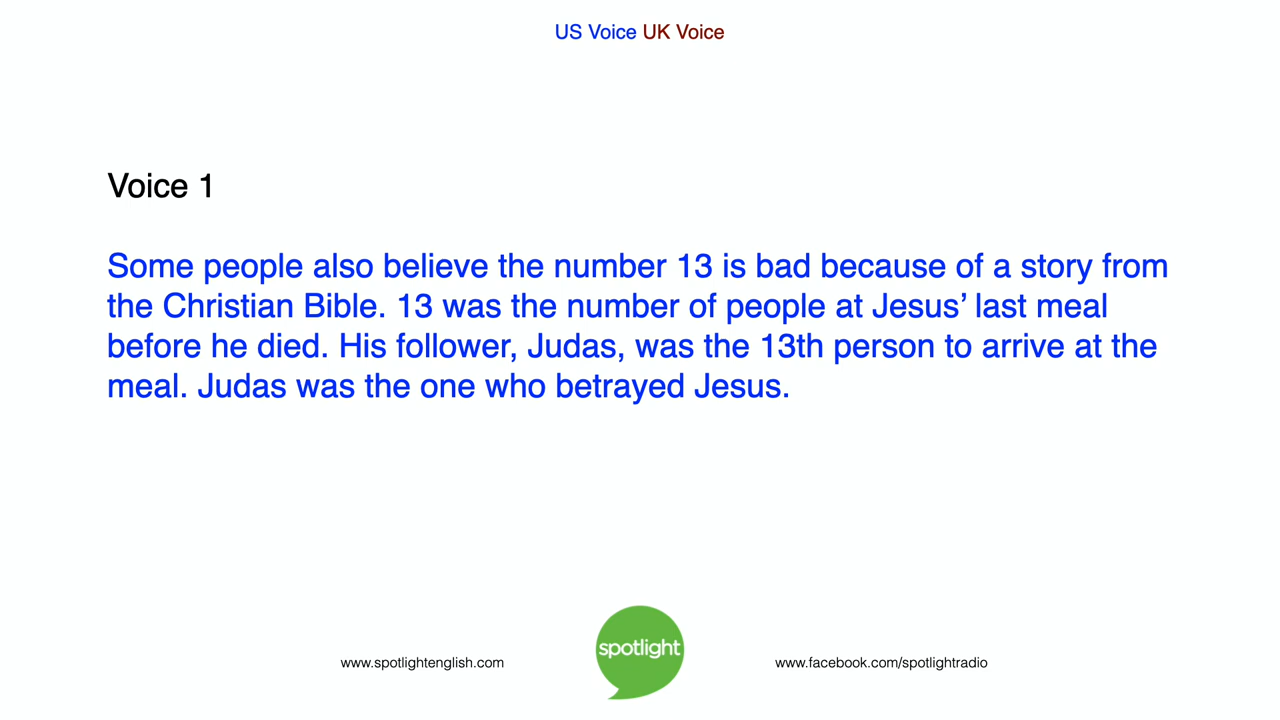 US Voice UK Voice
Voice 1
Some people also believe the number 13 is bad because of a story from
the Christian Bible. 13 was the number of people at Jesus’ last meal
before he died. His follower, Judas, was the 13th person to arrive at the
meal. Judas was the one who betrayed Jesus.
www.spotlightenglish.com
spotlight
www.facebook.com/spotlightradio